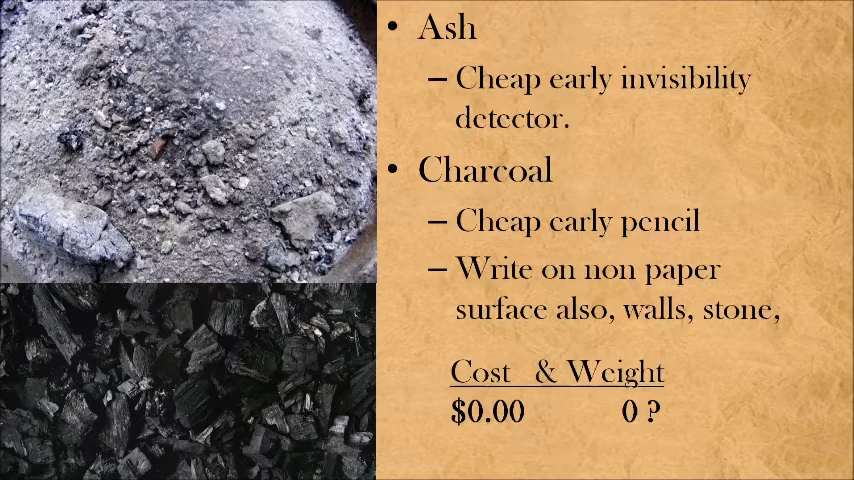 • Ash
– Cheap early invisibility
detector.
• Charcoal
– Cheap early pencil
– Write on non paper
surface also, walls, stone,
Cost & Weight
$0.00 0 ?